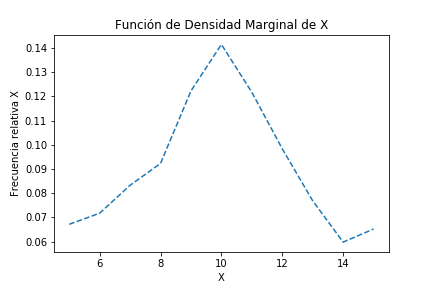 Función de Densidad Marginal de X
Frecuencia relativa X
0.14
0.13
0.12
0.11
0.10
0.09
0.08
0.07
0.06
6 8 10 12 14
X